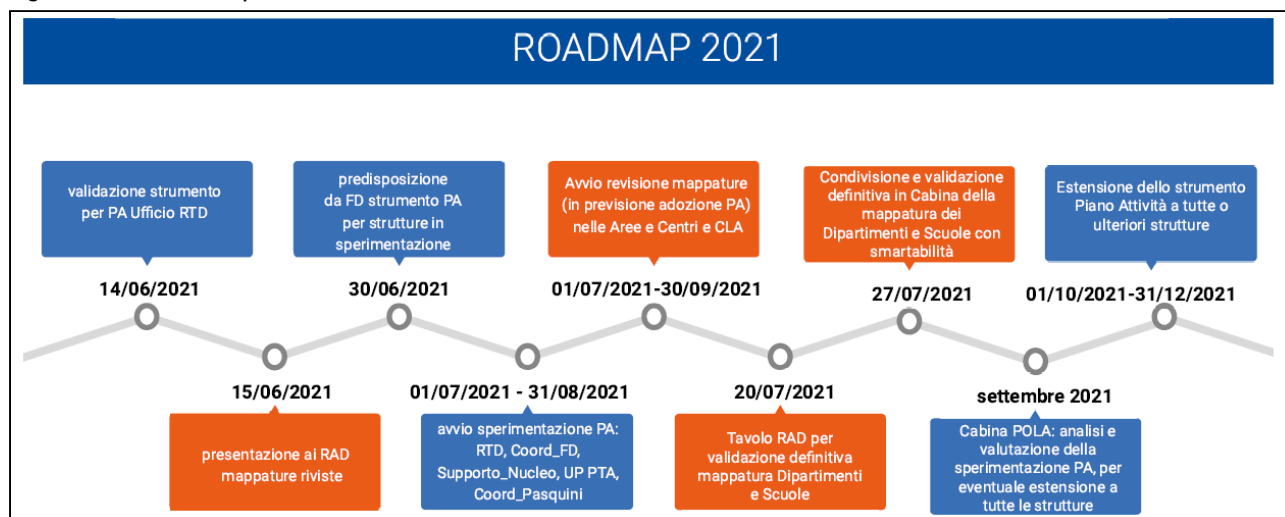 ROADMAP 2021
validazione strumento
per PA Ufficio RTD
14/06/2021
15/06/2021
presentazione ai RAD
mappature riviste
predisposizione
da FD strumento PA
per strutture in
sperimentazione
30/06/2021
01/07/2021 - 31/08/2021
avvio sperimentazione PA:
RTD, Coord_FD,
Supporto_Nucleo, UP PTA,
Coord_Pasquini
Avvio revisione mappature
(in previsione adozione PA)
nelle Aree e Centri e CLA
01/07/2021-30/09/2021
20/07/2021
Tavolo RAD per
validazione definitiva
mappatura Dipartimenti
e Scuole
Condivisione e validazione
definitiva in Cabina della
mappatura dei
Dipartimenti e Scuole con
smartabilità
27/07/2021
settembre 2021
Cabina POLA: analisi e
valutazione della
sperimentazione PA, per
eventuale estensione a
tutte le strutture
Estensione dello strumento
Piano Attività a tutte o
ulteriori strutture
01/10/2021-31/12/2021